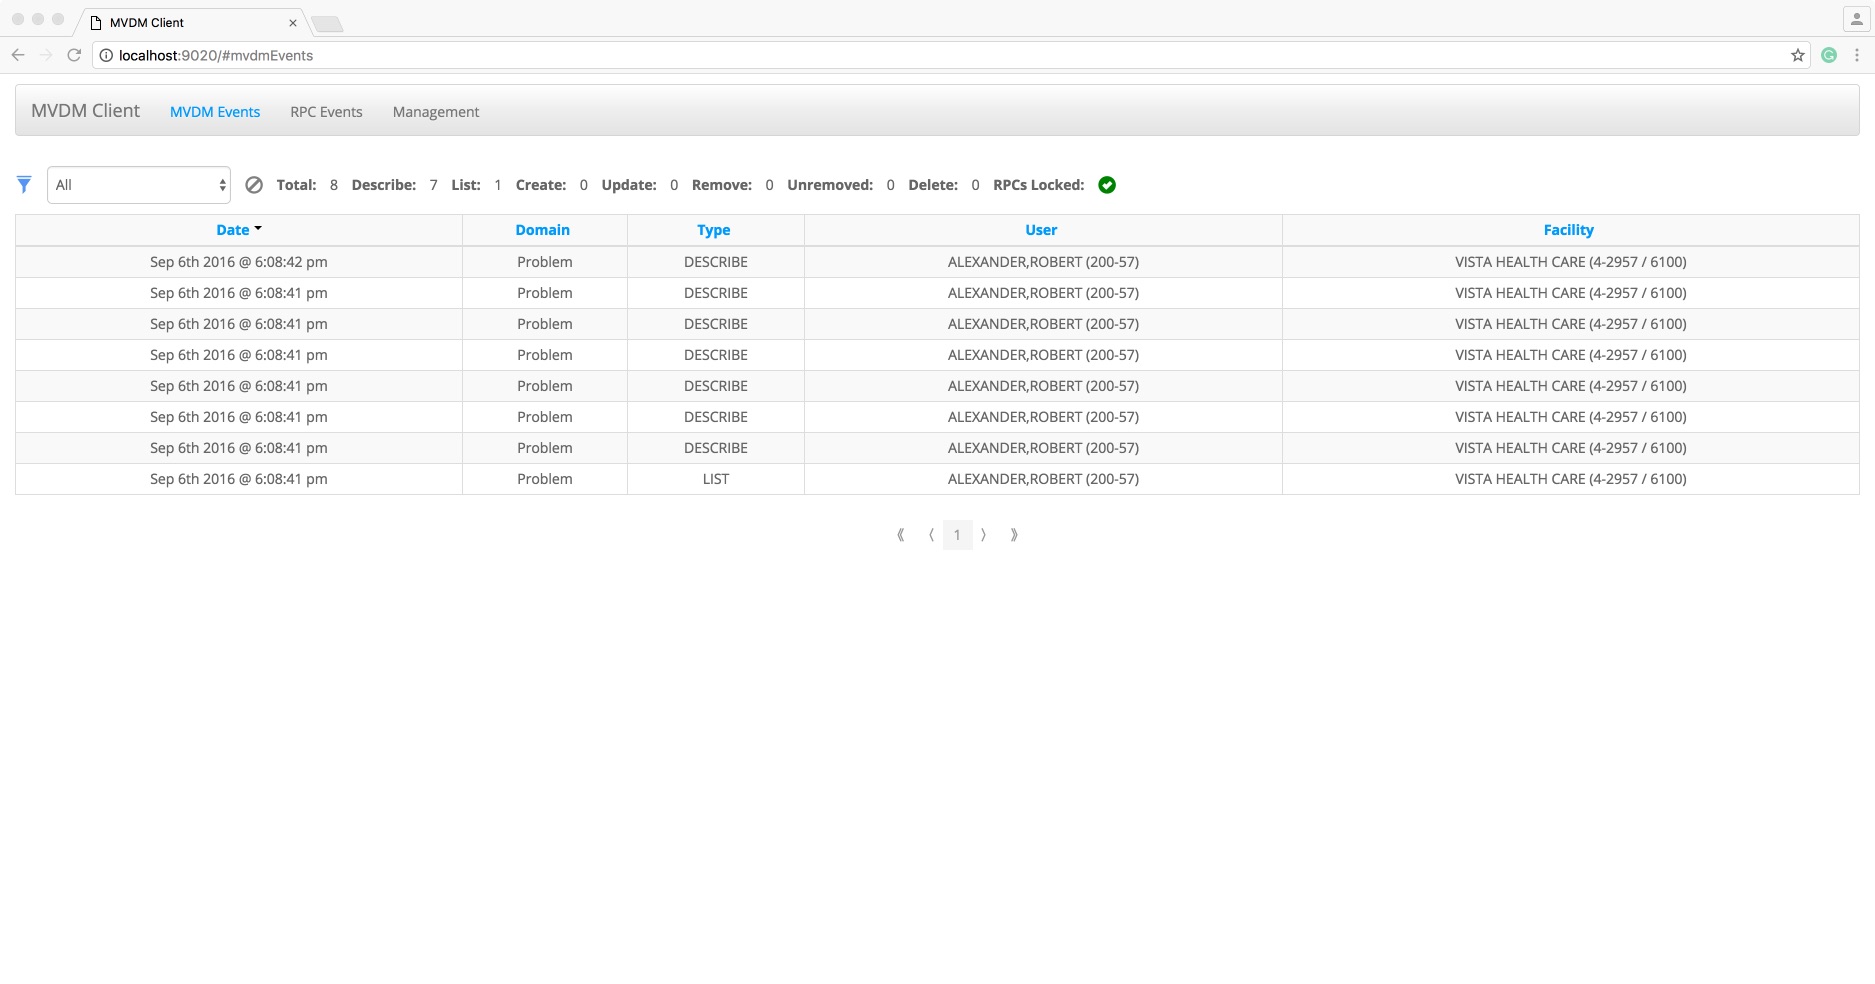 MVDM Client
localhost:9020/#mvdmEvents
MVDM Client MVDM Events RPC Events Management
All Total: 8 Describe: 7 List: 1 Create: 0 Update: 0 Remove: 0 Unremoved: 0 Delete: 0 RPCs Locked:
Date Domain Type User Facility
Sep 6th 2016 @ 6:08:42 pm Problem DESCRIBE ALEXANDER,ROBERT (200-57) VISTA HEALTH CARE (4-2957 / 6100)
Sep 6th 2016 @ 6:08:41 pm Problem DESCRIBE ALEXANDER,ROBERT (200-57) VISTA HEALTH CARE (4-2957 / 6100)
Sep 6th 2016 @ 6:08:41 pm Problem DESCRIBE ALEXANDER,ROBERT (200-57) VISTA HEALTH CARE (4-2957 / 6100)
Sep 6th 2016 @ 6:08:41 pm Problem DESCRIBE ALEXANDER,ROBERT (200-57) VISTA HEALTH CARE (4-2957 / 6100)
Sep 6th 2016 @ 6:08:41 pm Problem DESCRIBE ALEXANDER,ROBERT (200-57) VISTA HEALTH CARE (4-2957 / 6100)
Sep 6th 2016 @ 6:08:41 pm Problem DESCRIBE ALEXANDER,ROBERT (200-57) VISTA HEALTH CARE (4-2957 / 6100)
Sep 6th 2016 @ 6:08:41 pm Problem DESCRIBE ALEXANDER,ROBERT (200-57) VISTA HEALTH CARE (4-2957 / 6100)
Sep 6th 2016 @ 6:08:41 pm Problem LIST ALEXANDER,ROBERT (200-57) VISTA HEALTH CARE (4-2957 / 6100)
《 〈 1 〉 》